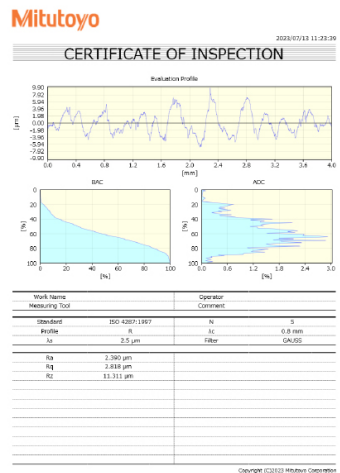 Mitutoyo
2023/07/13 11:23:39
CERTIFICATE OF INSPECTION
Evaluation Profile
9.90
7.92
5.94
3.96
1.98
0.00
-1.98
-3.96
-5.94
-7.92
-9.90
[μm]
0.0 0.4 0.8 1.2 1.6 2.0 2.4 2.8 3.2 3.6 4.0
[mm]
BAC ADC
0 0
20 20
40 40
[%] [%]
60 60
80 80
100 100
0 20 40 60 80 100 0.0 0.6 1.2 1.8 2.4 3.0
[%] [%]
Work Name Operator
Measuring Tool Comment
Standard ISO 4287:1997 N 5
Profile R λc 0.8 mm
λs 2.5 μm Filter GAUSS
Ra 2.390 μm
Rq 2.818 μm
Rz 11.311 μm
Copyright (C)2023 Mitutoyo Corporation